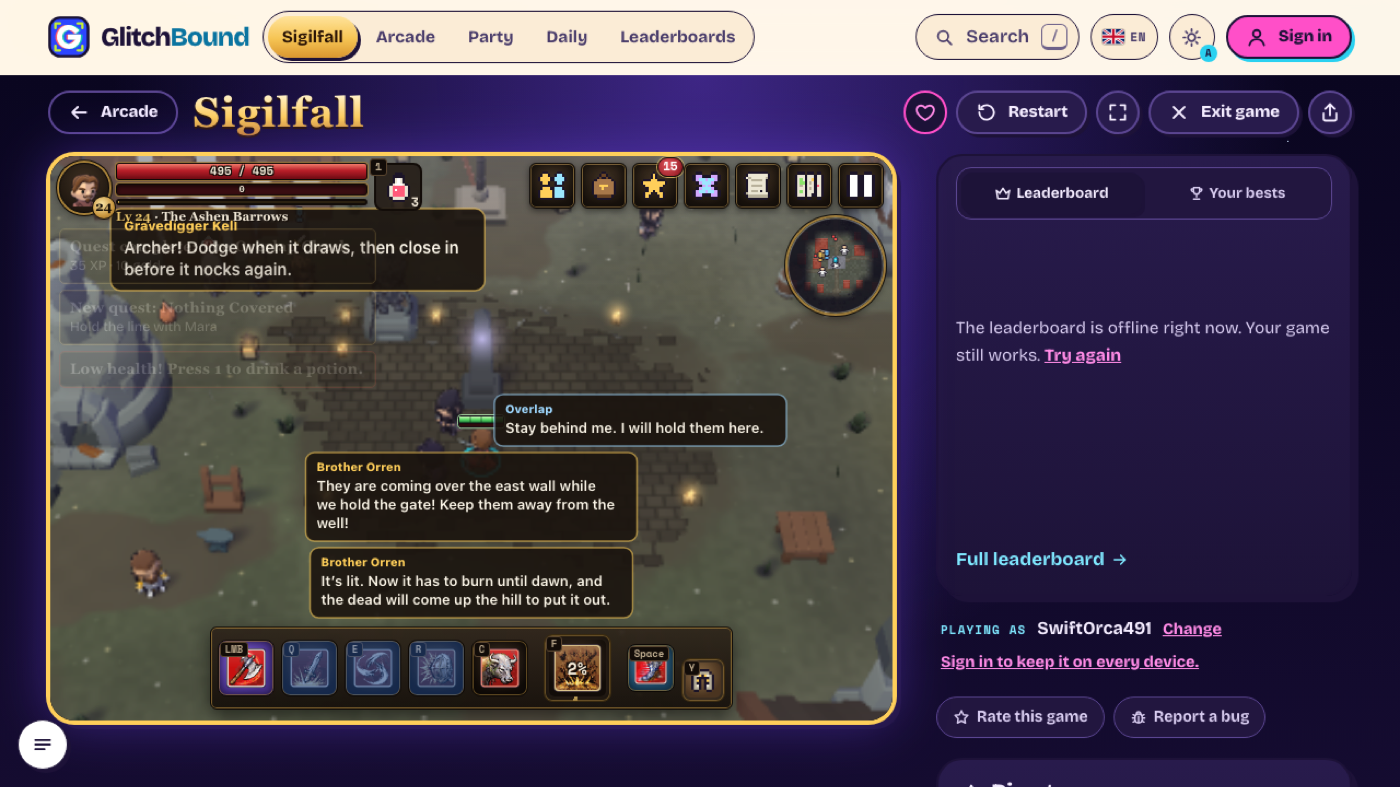 GlitchBound
Sigilfall
Arcade
Party
Daily
Leaderboards
Search /
EN
A
Sign in
Arcade
Sigilfall
Restart
Exit game
495 / 495
0
24
Lv 24 · The Ashen Barrows
1
3
15
Gravedigger Kell
Archer! Dodge when it draws, then close in
before it nocks again.
Quest
35 XP · 10
New quest: Nothing Covered
Hold the line with Mara
Low health! Press 1 to drink a potion.
Overlap
Stay behind me. I will hold them here.
Brother Orren
They are coming over the east wall while
we hold the gate! Keep them away from the
well!
Brother Orren
It's lit. Now it has to burn until dawn, and
the dead will come up the hill to put it out.
LMB
Q
E
R
C
F
2%
Space
V
Leaderboard
Your bests
The leaderboard is offline right now. Your game
still works. Try again
Full leaderboard →
PLAYING AS SwiftOrca491 Change
Sign in to keep it on every device.
Rate this game
Report a bug